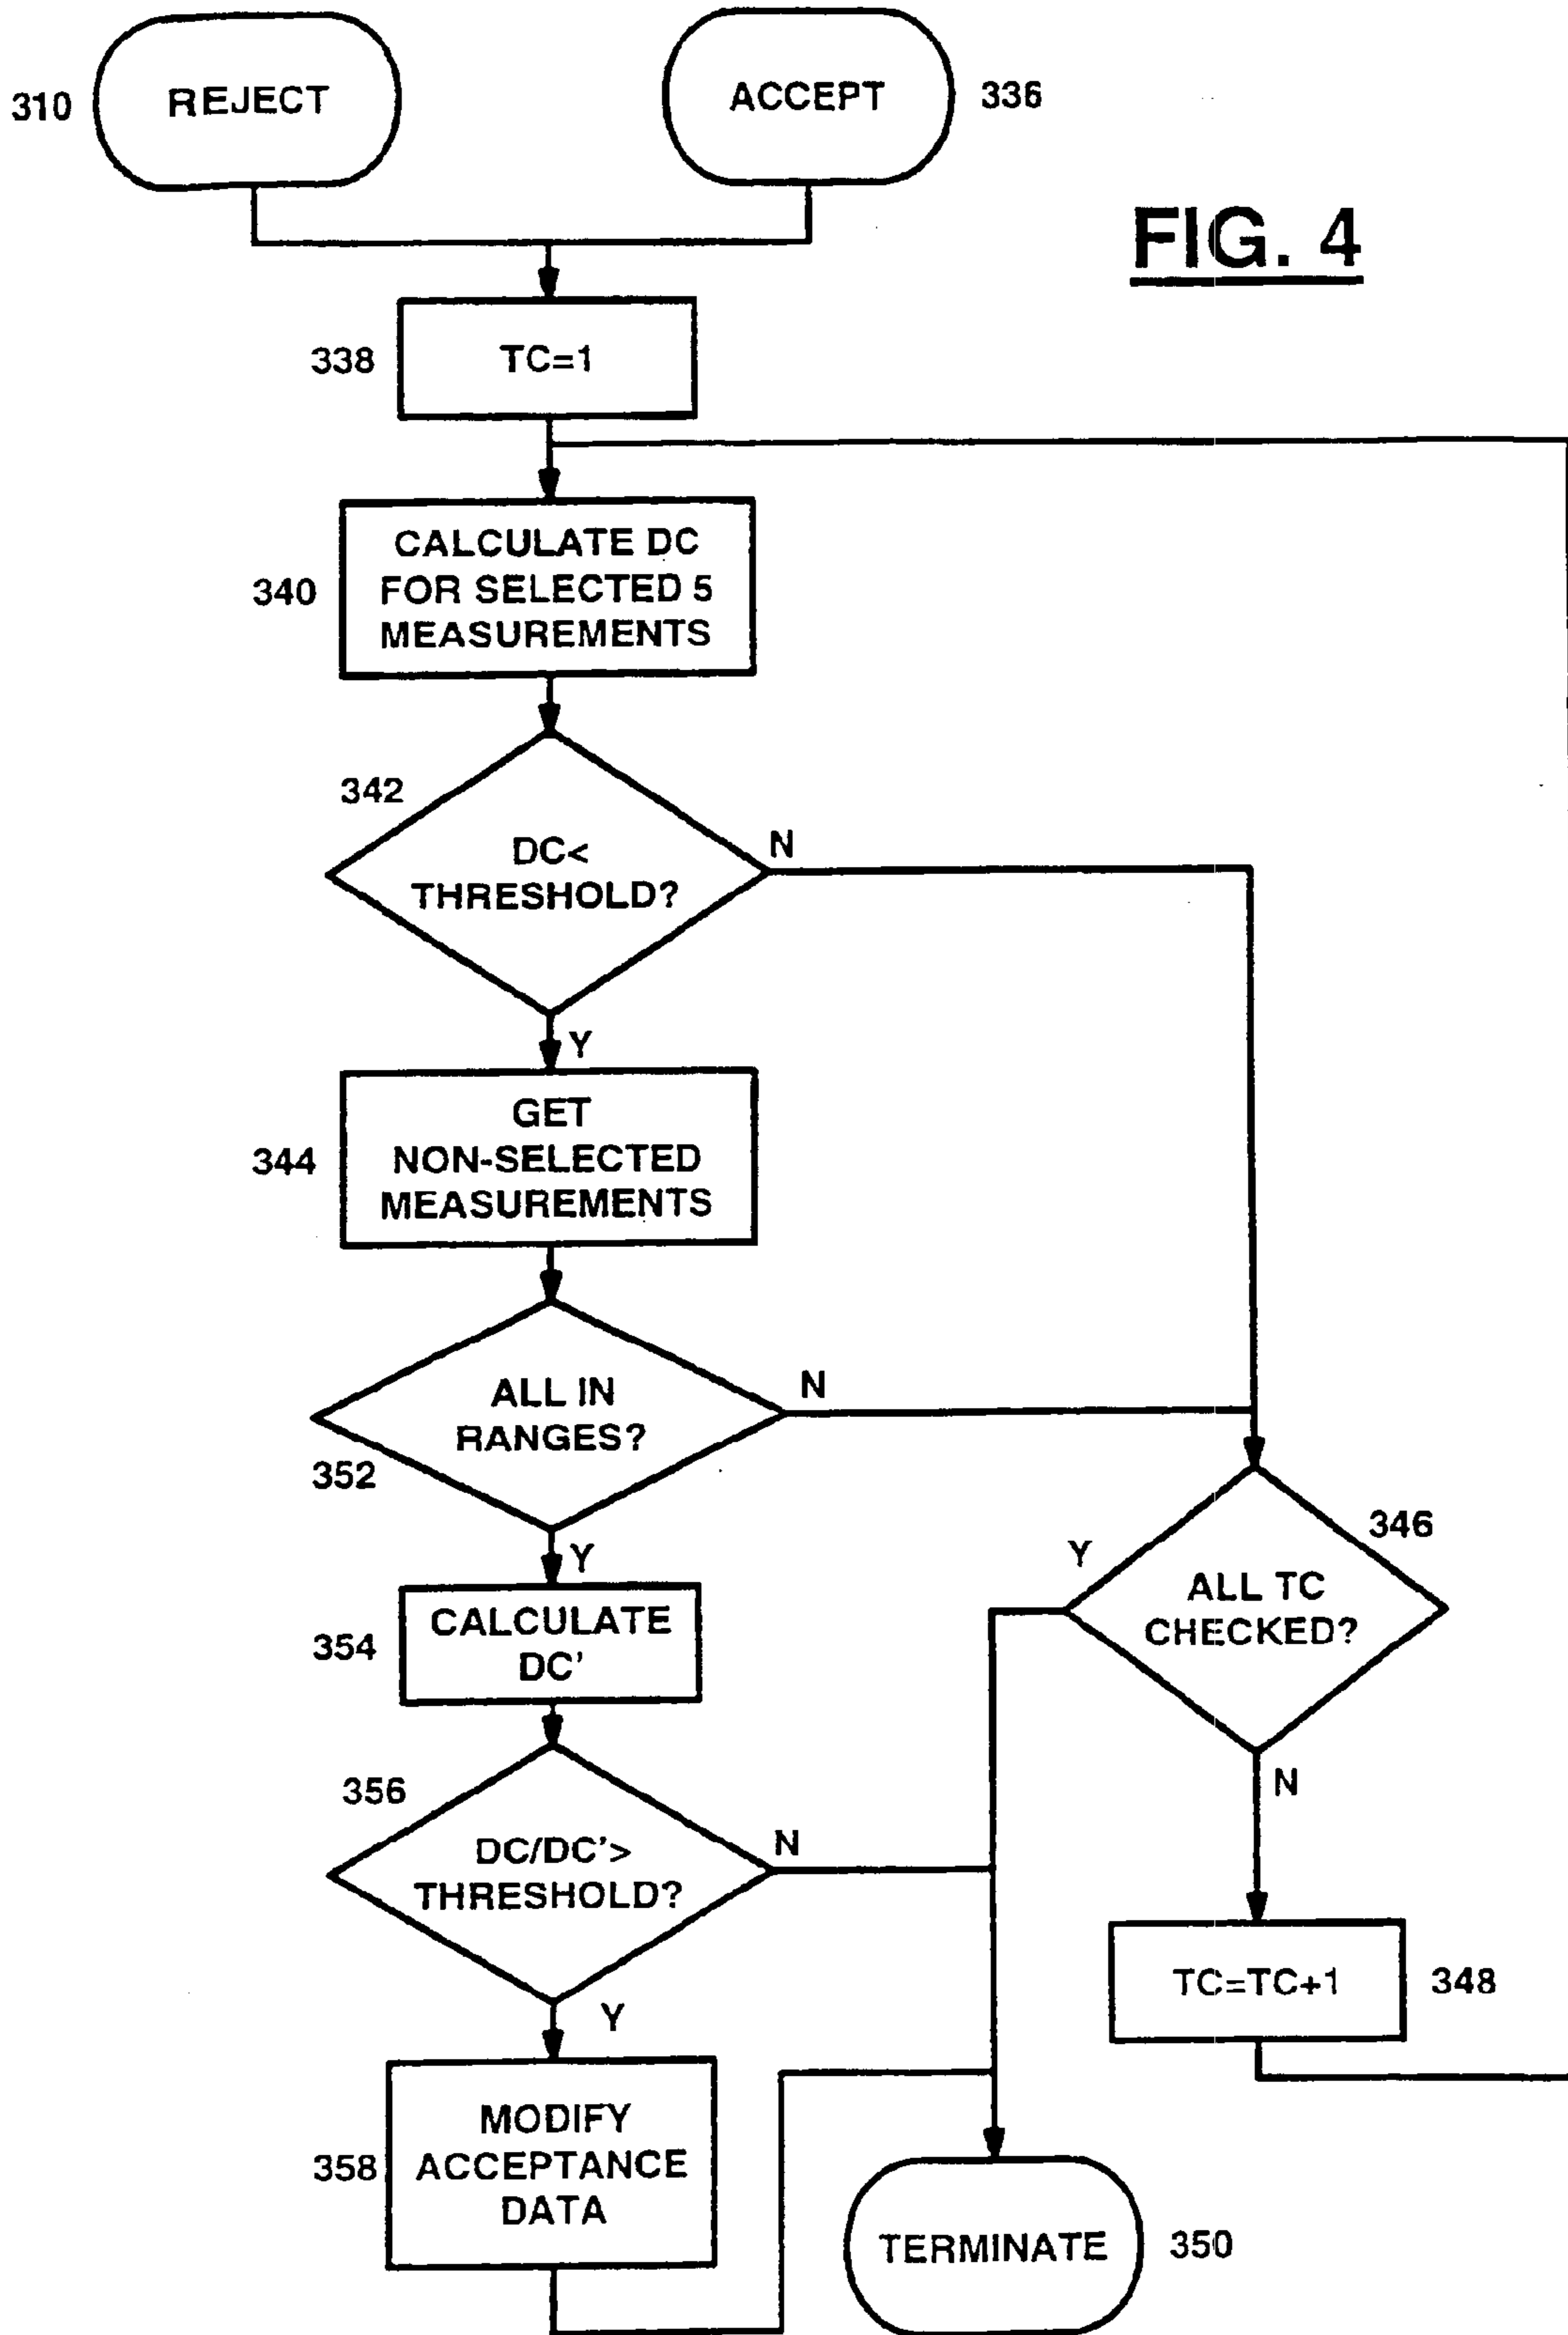 310
REJECT
ACCEPT
336
FIG. 4
338
TC=1
340
CALCULATE DC
FOR SELECTED 5
MEASUREMENTS
342
DC<
THRESHOLD?
N
Y
344
GET
NON-SELECTED
MEASUREMENTS
ALL IN
RANGES?
N
352
Y
346
ALL TC
CHECKED?
Y
N
354
CALCULATE
DC'
356
DC/DC'>
THRESHOLD?
N
Y
TC=TC+1
348
358
MODIFY
ACCEPTANCE
DATA
TERMINATE
350